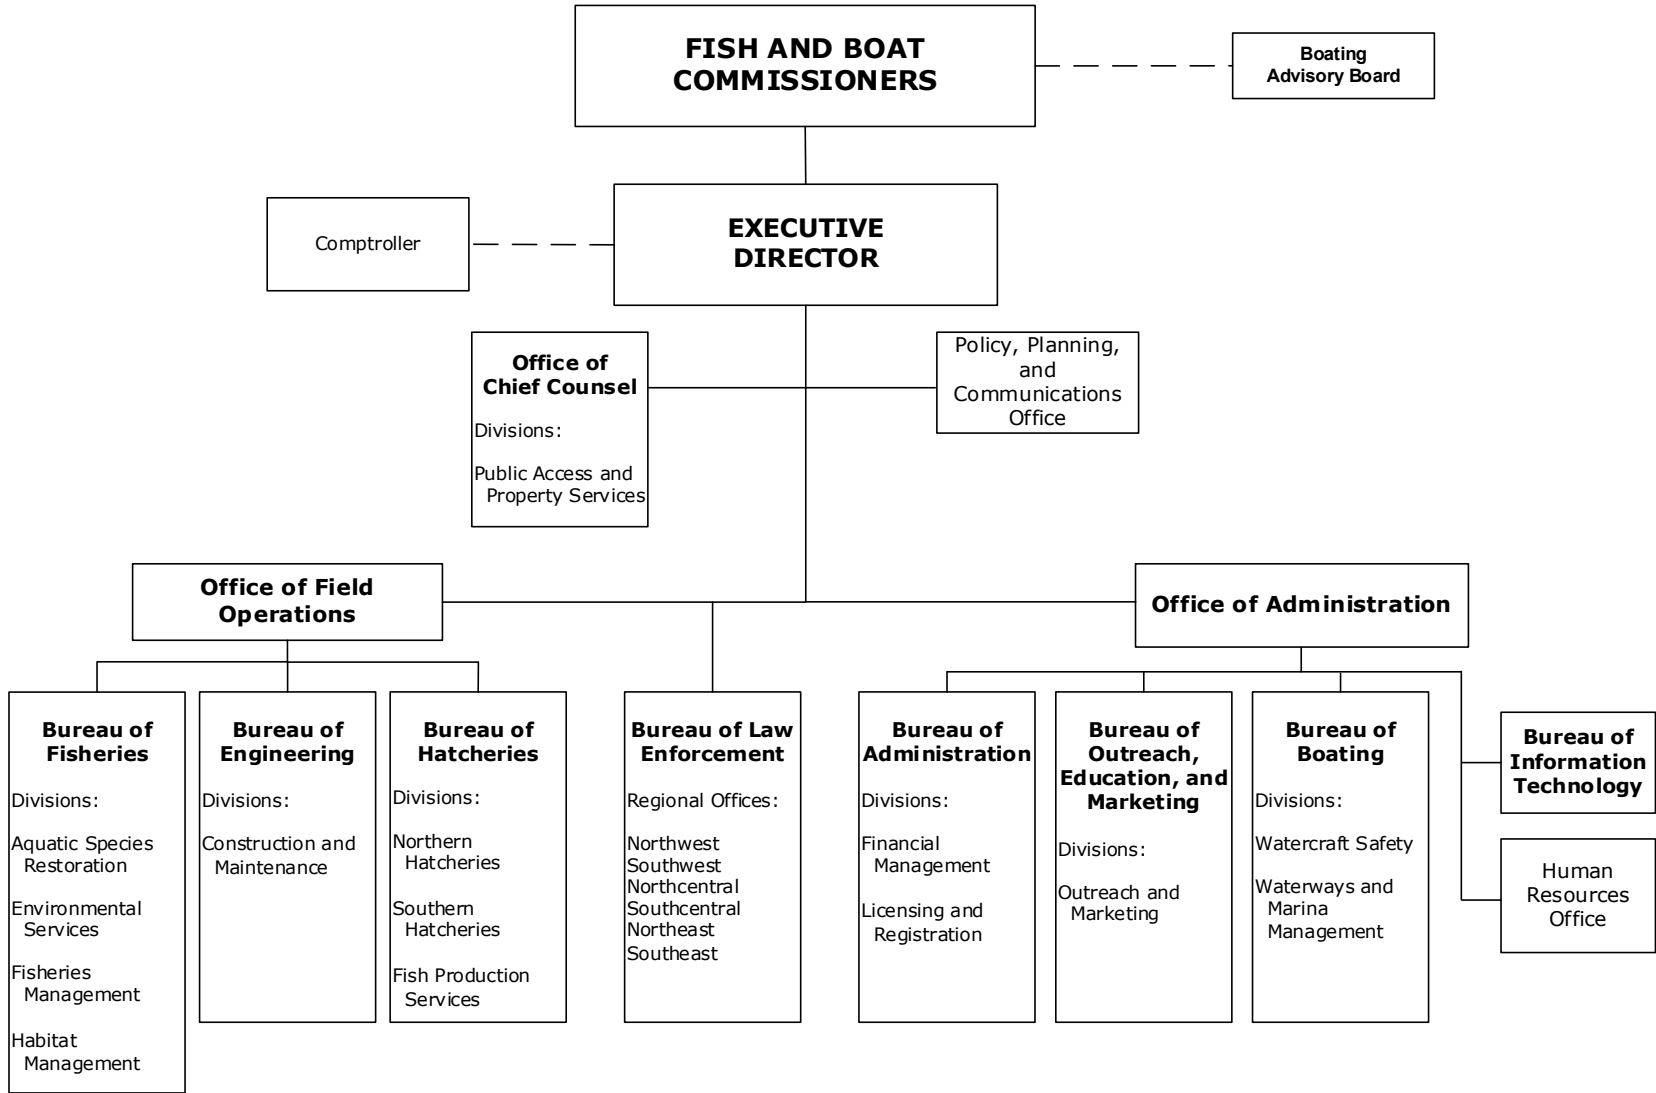 FISH AND BOAT
COMMISSIONERS
Boating
Advisory Board
Comptroller
EXECUTIVE
DIRECTOR
Office of
Chief Counsel
Divisions:
Public Access and
Property Services
Policy, Planning,
and
Communications
Office
Office of Field
Operations
Office of Administration
Bureau of
Fisheries
Divisions:
Aquatic Species
Restoration
Environmental
Services
Fisheries
Management
Habitat
Management
Bureau of
Engineering
Divisions:
Construction and
Maintenance
Bureau of
Hatcheries
Divisions:
Northern
Hatcheries
Southern
Hatcheries
Fish Production
Services
Bureau of Law
Enforcement
Regional Offices:
Northwest
Southwest
Northcentral
Southcentral
Northeast
Southeast
Bureau of
Administration
Divisions:
Financial
Management
Licensing and
Registration
Bureau of
Outreach,
Education, and
Marketing
Divisions:
Outreach and
Marketing
Bureau of
Boating
Divisions:
Watercraft Safety
Waterways and
Marina
Management
Bureau of
Information
Technology
Human
Resources
Office